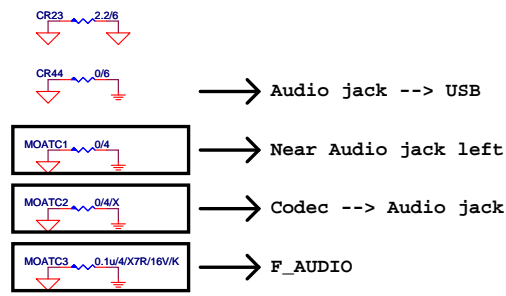 CR23 2.2/6
CR44 0/6
Audio jack --> USB
MOATC1 0/4
Near Audio jack left
MOATC2 0/4/X
Codec --> Audio jack
MOATC3 0.1u/4/X7R/16V/K
F_AUDIO